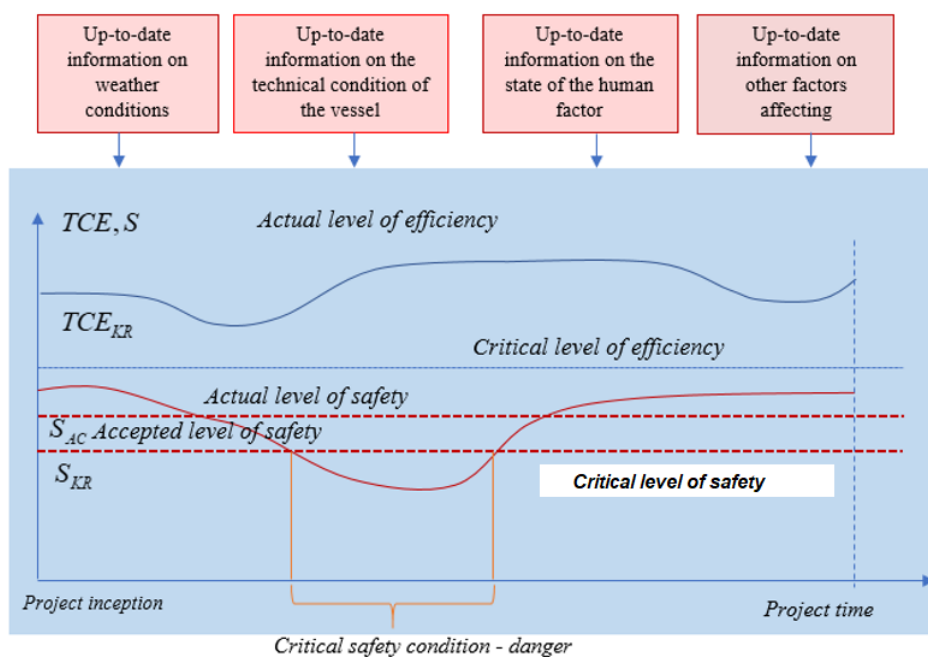 Up-to-date
information on
weather
conditions
Up-to-date
information on the
technical condition of
the vessel
Up-to-date
information on the
state of the human
factor
Up-to-date
information on
other factors
affecting
TCE, S
Actual level of efficiency
TCE_KR
Critical level of efficiency
Actual level of safety
S_AC Accepted level of safety
S_KR
Critical level of safety
Project inception
Project time
Critical safety condition - danger